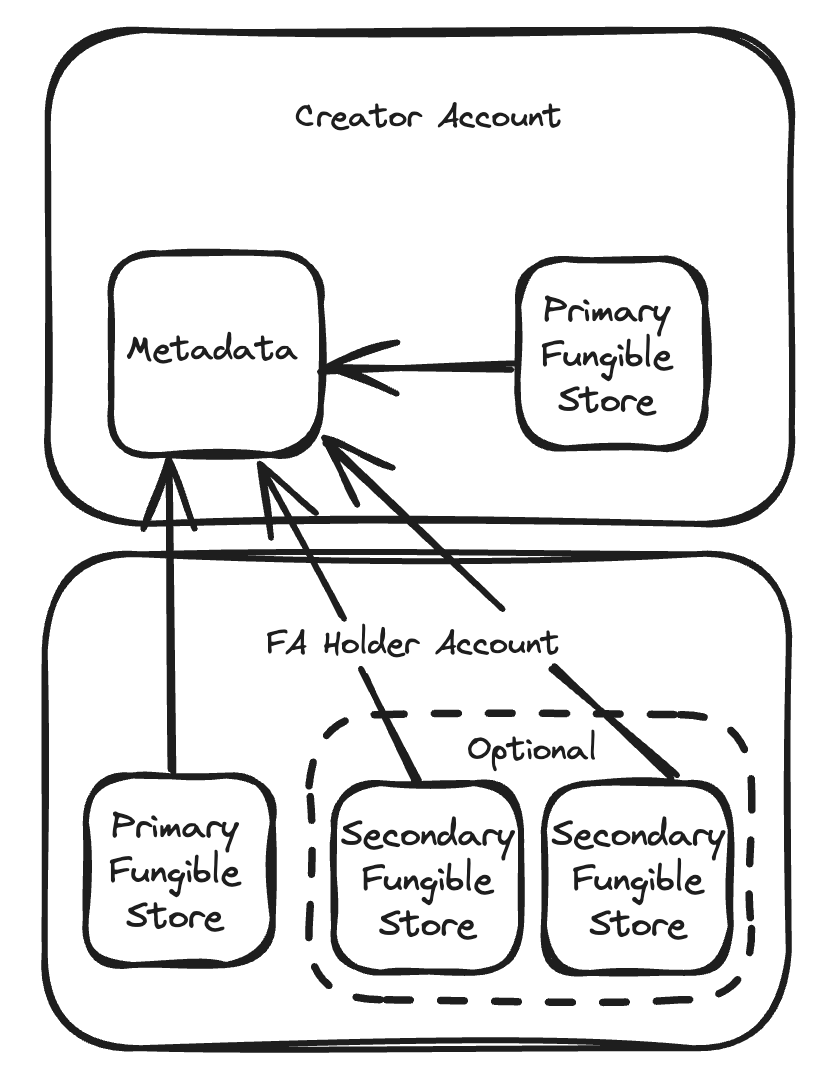 Creator Account
Metadata
Primary
Fungible
Store
FA Holder Account
Optional
Primary
Fungible
Store
Secondary
Fungible
Store
Secondary
Fungible
Store